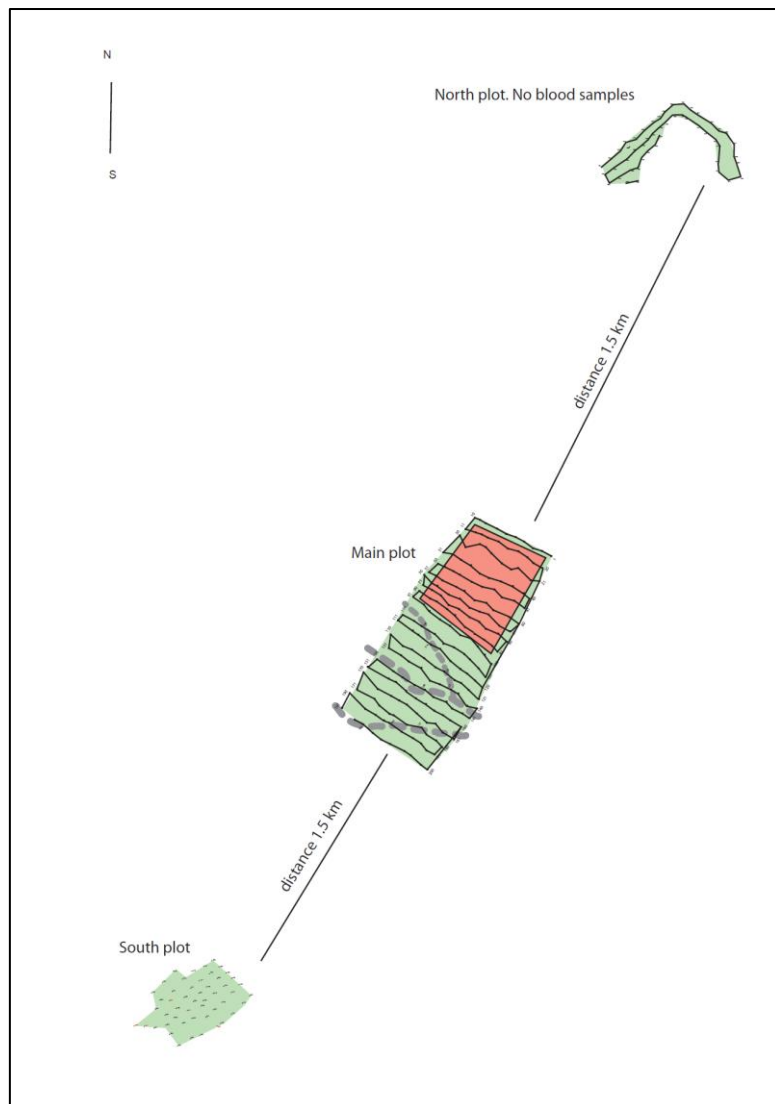 N
S
North plot. No blood samples
distance 1.5 km
Main plot
distance 1.5 km
South plot